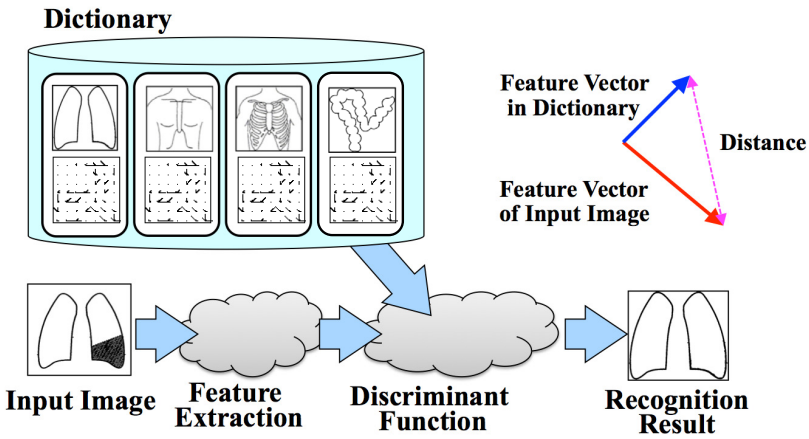 Dictionary
Feature Vector
in Dictionary
Distance
Feature Vector
of Input Image
Input Image
Feature
Extraction
Discriminant
Function
Recognition
Result